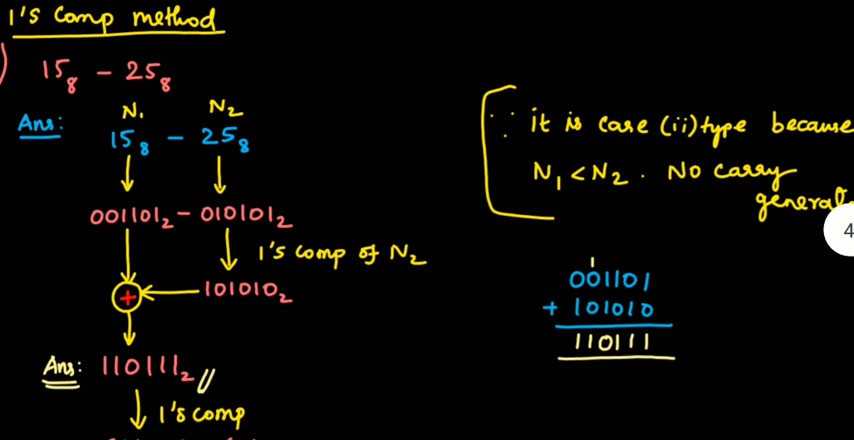 1's Comp method
) 15₈ - 25₈
Ans: N₁ N₂
15₈ - 25₈
001101₂ - 010101₂
1's comp of N₂
+ 101010₂
Ans: 110111₂
1's comp
∵ it is case (ii) type because
N₁ < N₂. No carry
generat
4
1
001101
+ 101010
110111